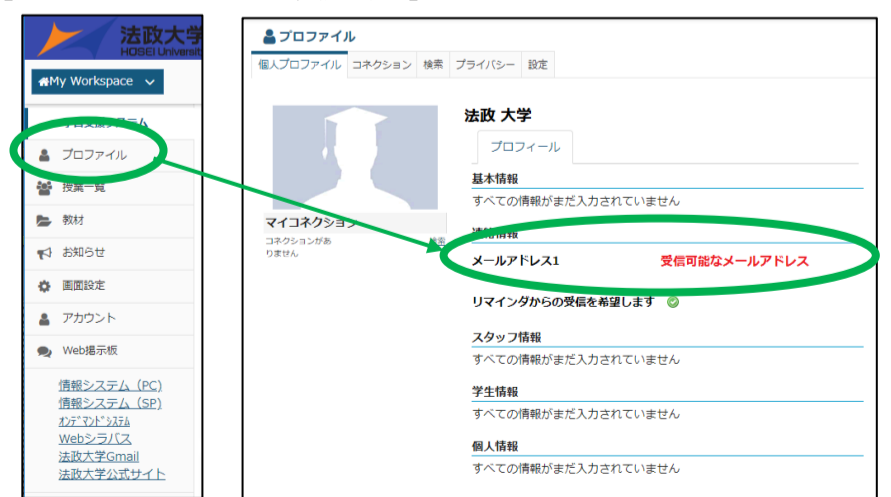 法政大学
HOSEI Universit
My Workspace
プロファイル
授業一覧
教材
お知らせ
画面設定
アカウント
Web掲示板
情報システム（PC)
情報システム（SP)
ｵﾝﾃﾞﾏﾝﾄﾞｼｽﾃﾑ
Webシラバス
法政大学Gmail
法政大学公式サイト
プロファイル
個人プロファイル コネクション 検索 プライバシー 設定
マイコネクション
コネクションがありません
検索
法政 大学
プロフィール
基本情報
すべての情報がまだ入力されていません
メールアドレス1 受信可能なメールアドレス
リマインダからの受信を希望します
スタッフ情報
すべての情報がまだ入力されていません
学生情報
すべての情報がまだ入力されていません
個人情報
すべての情報がまだ入力されていません